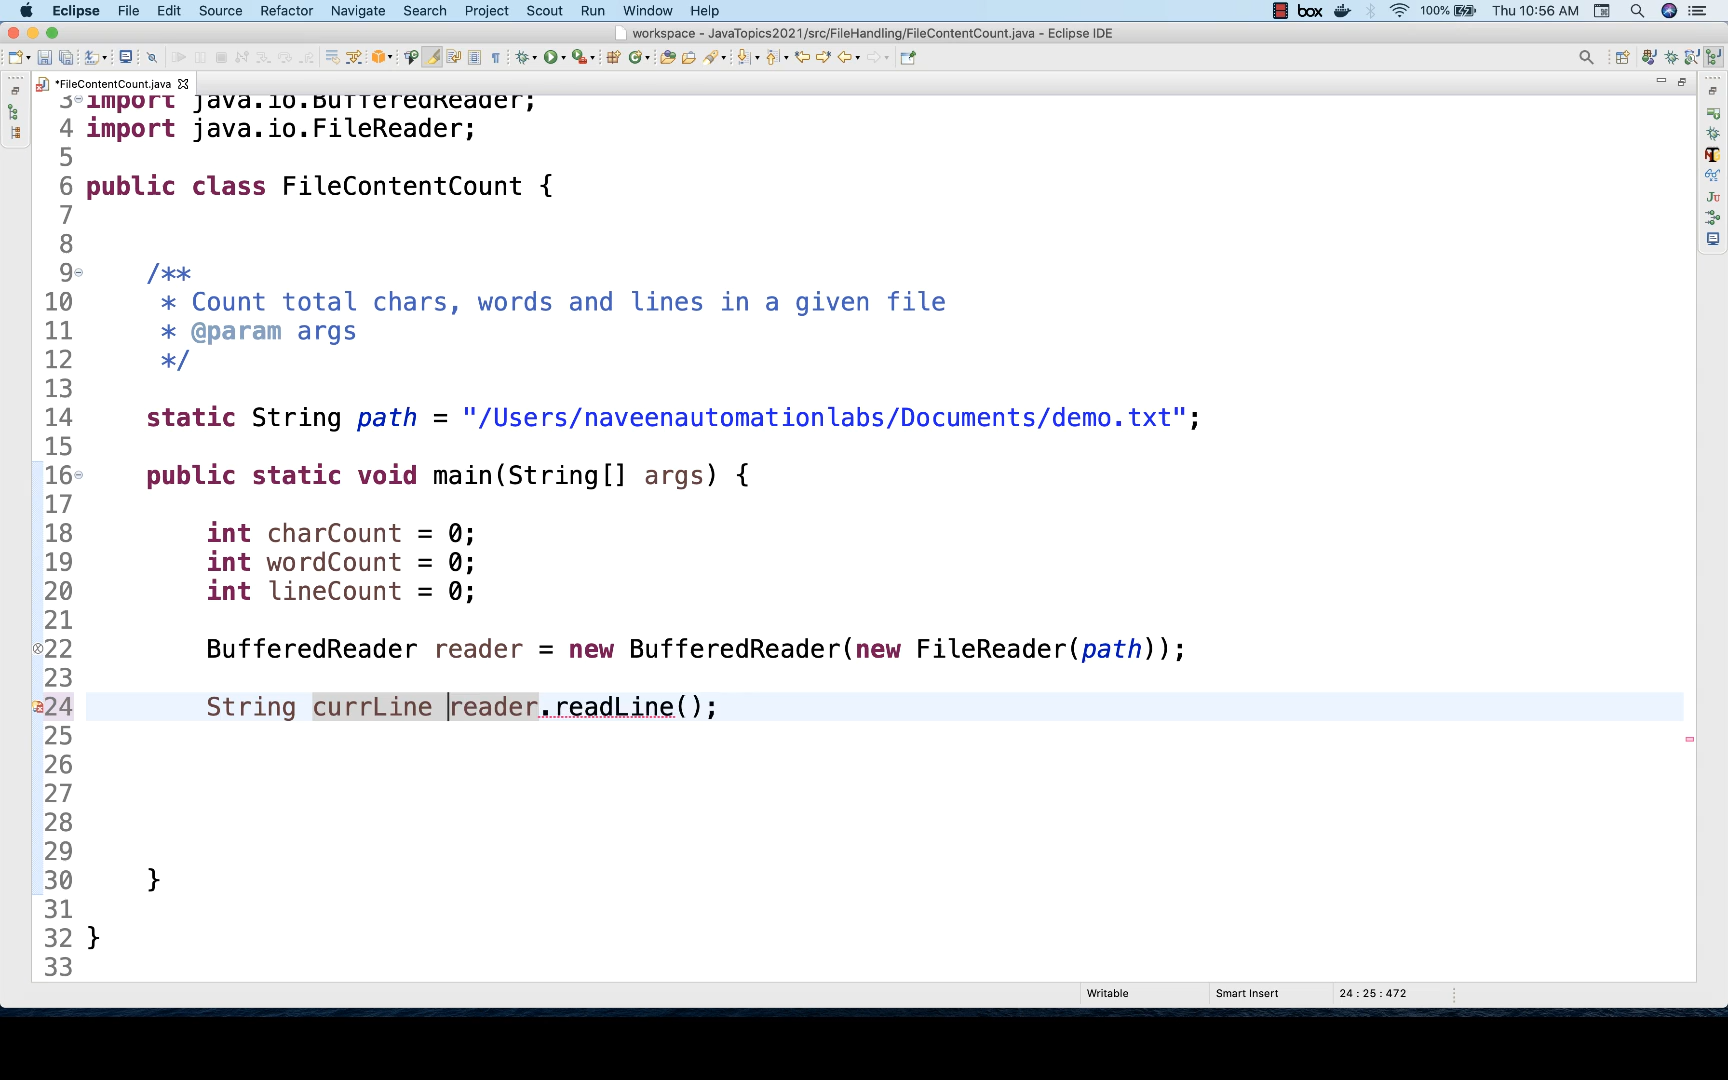 Eclipse File Edit Source Refactor Navigate Search Project Scout Run Window Help box 100% Thu 10:56 AM
workspace - JavaTopics2021/src/FileHandling/FileContentCount.java - Eclipse IDE
*FileContentCount.java
3 import java.io.BufferedReader;
4 import java.io.FileReader;
5
6 public class FileContentCount {
7
8
9 /**
10 * Count total chars, words and lines in a given file
11 * @param args
12 */
13
14 static String path = "/Users/naveenautomationlabs/Documents/demo.txt";
15
16 public static void main(String[] args) {
17
18 int charCount = 0;
19 int wordCount = 0;
20 int lineCount = 0;
21
22 BufferedReader reader = new BufferedReader(new FileReader(path));
23
24 String currLine reader.readLine();
25
26
27
28
29
30 }
31
32 }
33
Writable Smart Insert 24 : 25 : 472